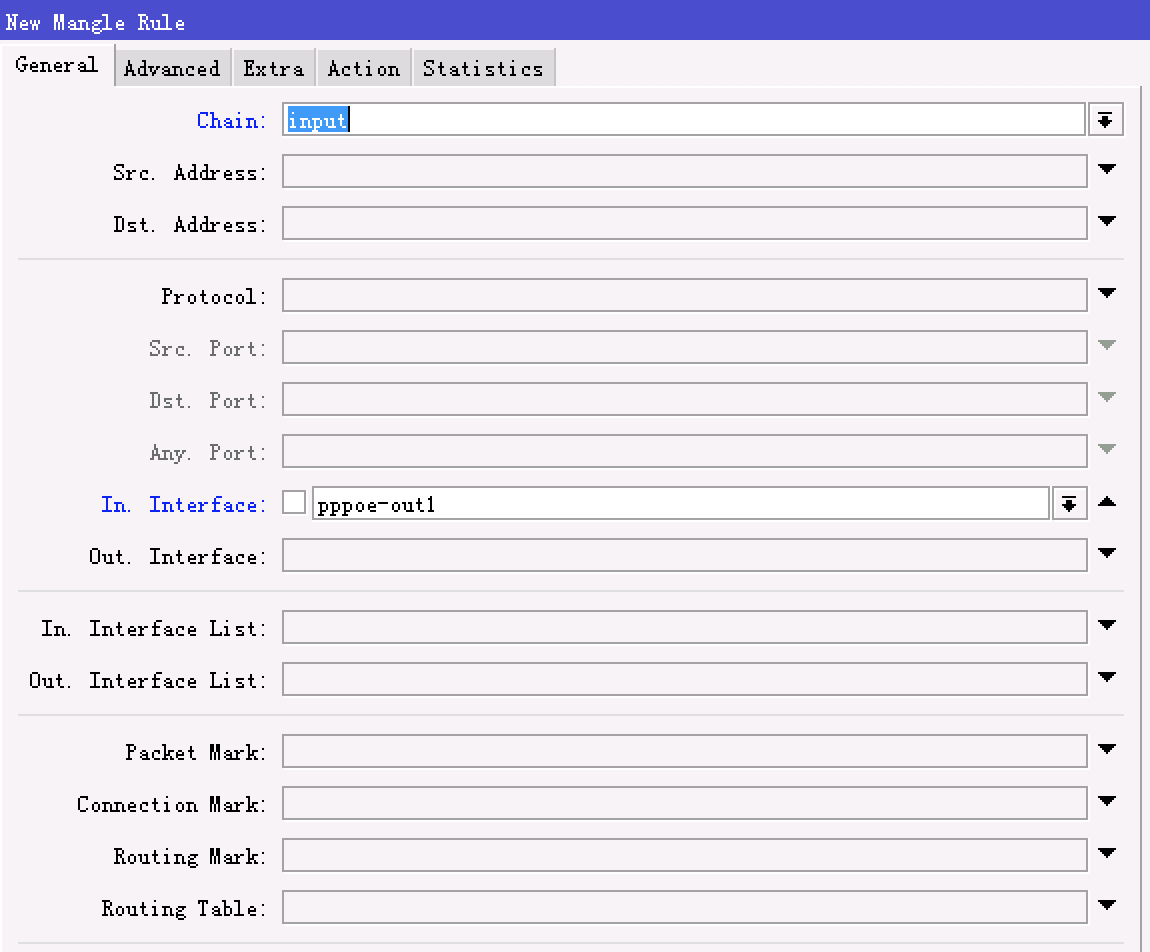 New Mangle Rule
General Advanced Extra Action Statistics
Chain: input
Src. Address:
Dst. Address:
Protocol:
Src. Port:
Dst. Port:
Any. Port:
In. Interface: pppoe-out1
Out. Interface:
In. Interface List:
Out. Interface List:
Packet Mark:
Connection Mark:
Routing Mark:
Routing Table: